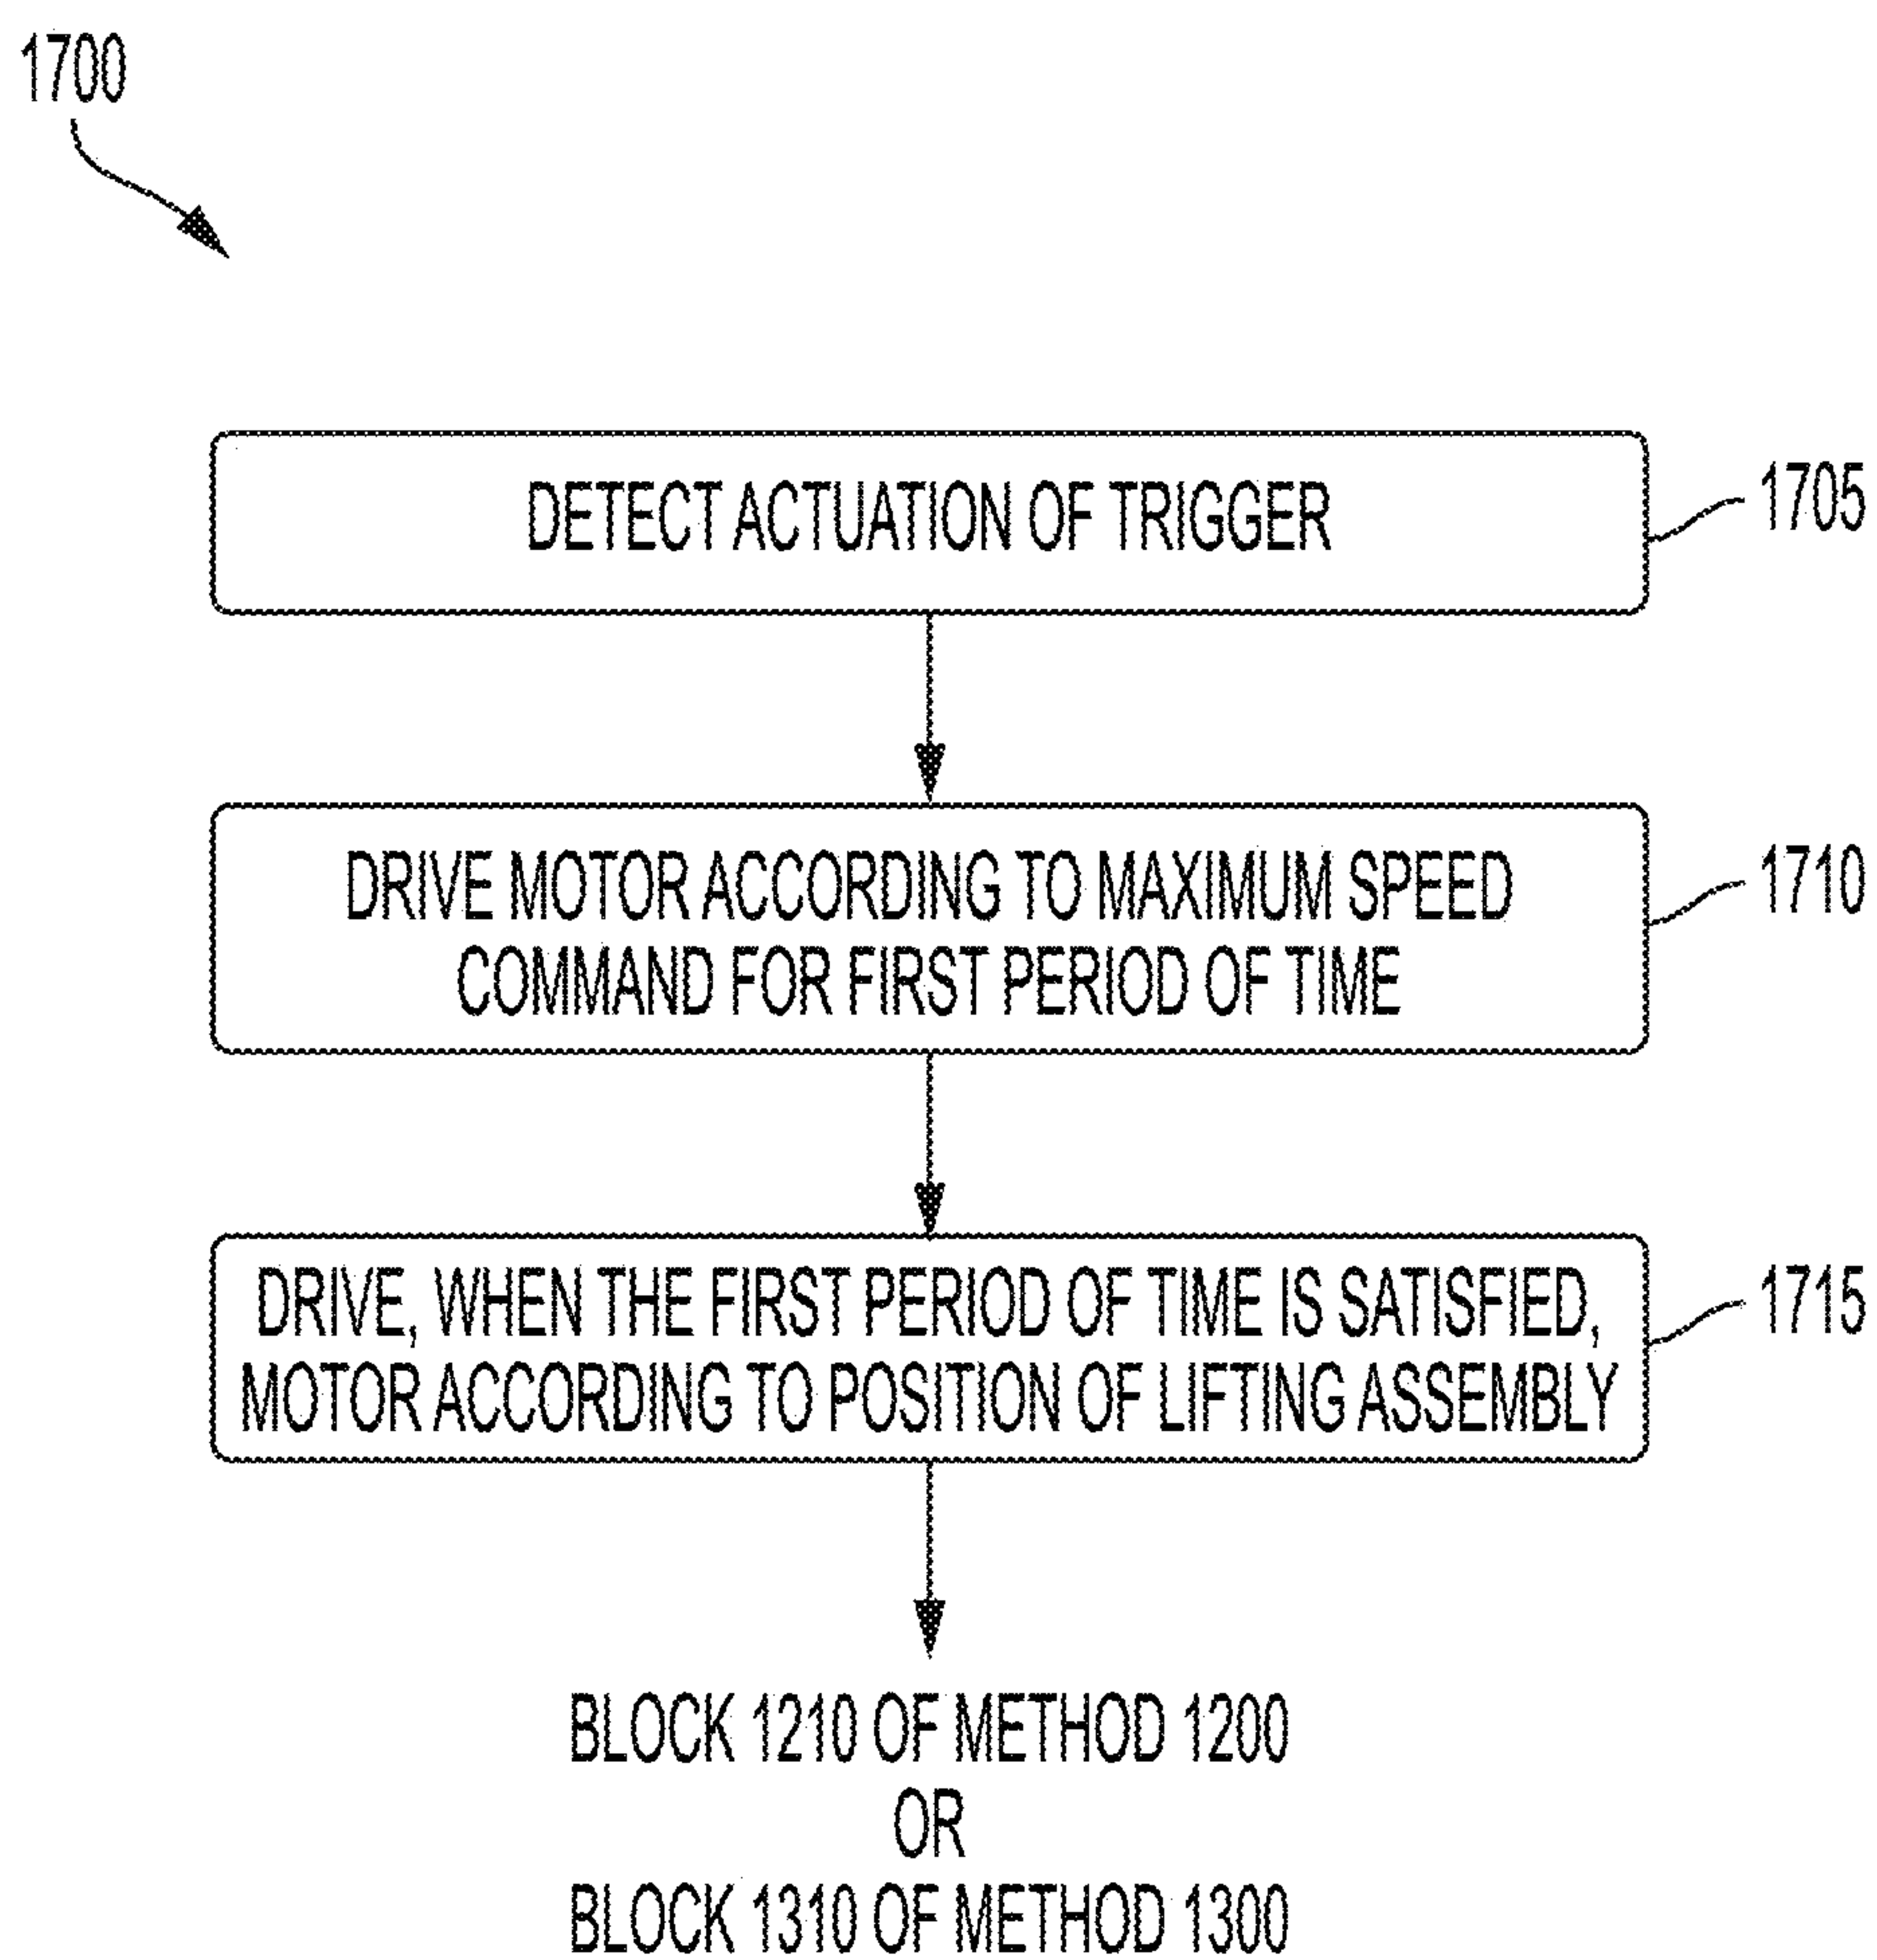 1700
DETECT ACTUATION OF TRIGGER
1705
DRIVE MOTOR ACCORDING TO MAXIMUM SPEED
COMMAND FOR FIRST PERIOD OF TIME
1710
DRIVE, WHEN THE FIRST PERIOD OF TIME IS SATISFIED,
MOTOR ACCORDING TO POSITION OF LIFTING ASSEMBLY
1715
BLOCK 1210 OF METHOD 1200
OR
BLOCK 1310 OF METHOD 1300